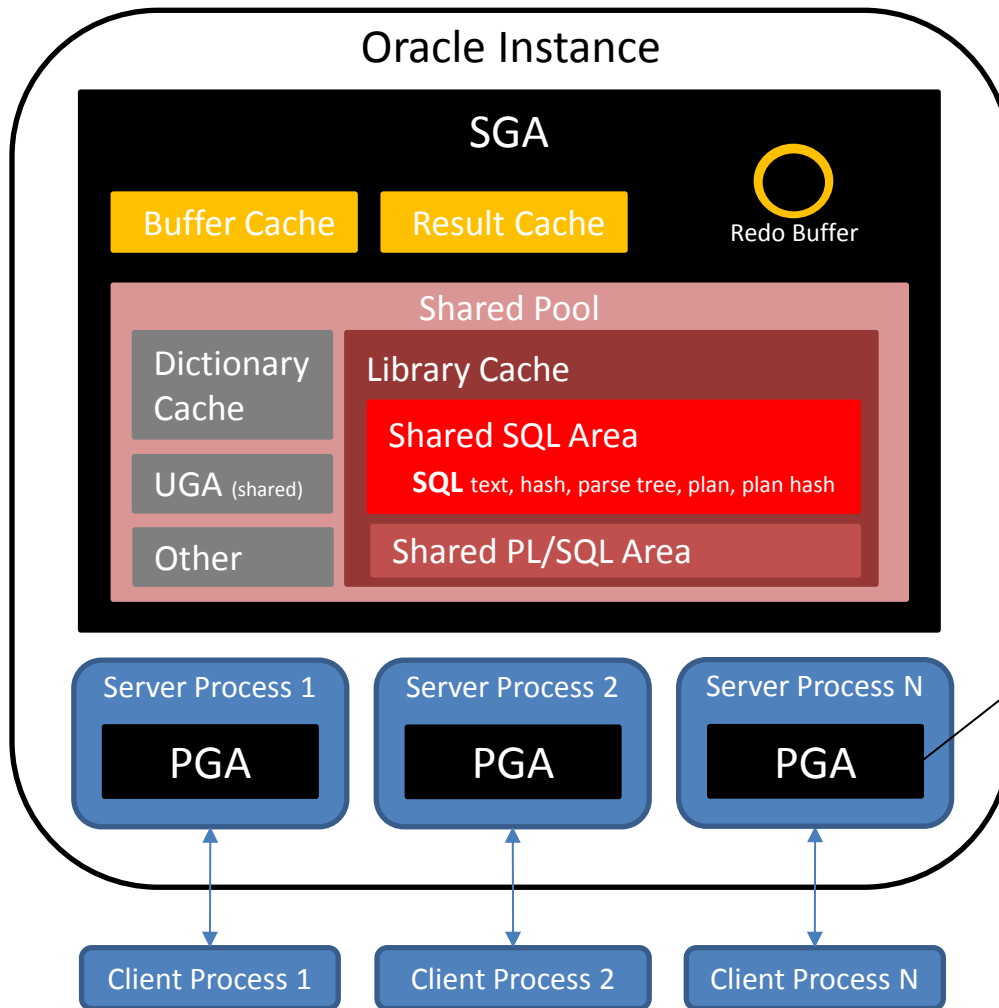 Oracle Instance
SGA
Buffer Cache
Result Cache
Redo Buffer
Shared Pool
Dictionary
Cache
UGA (shared)
Other
Library Cache
Shared SQL Area
SQL text, hash, parse tree, plan, plan hash
Shared PL/SQL Area
Server Process 1
PGA
Server Process 2
PGA
Server Process N
PGA
Client Process 1
Client Process 2
Client Process N